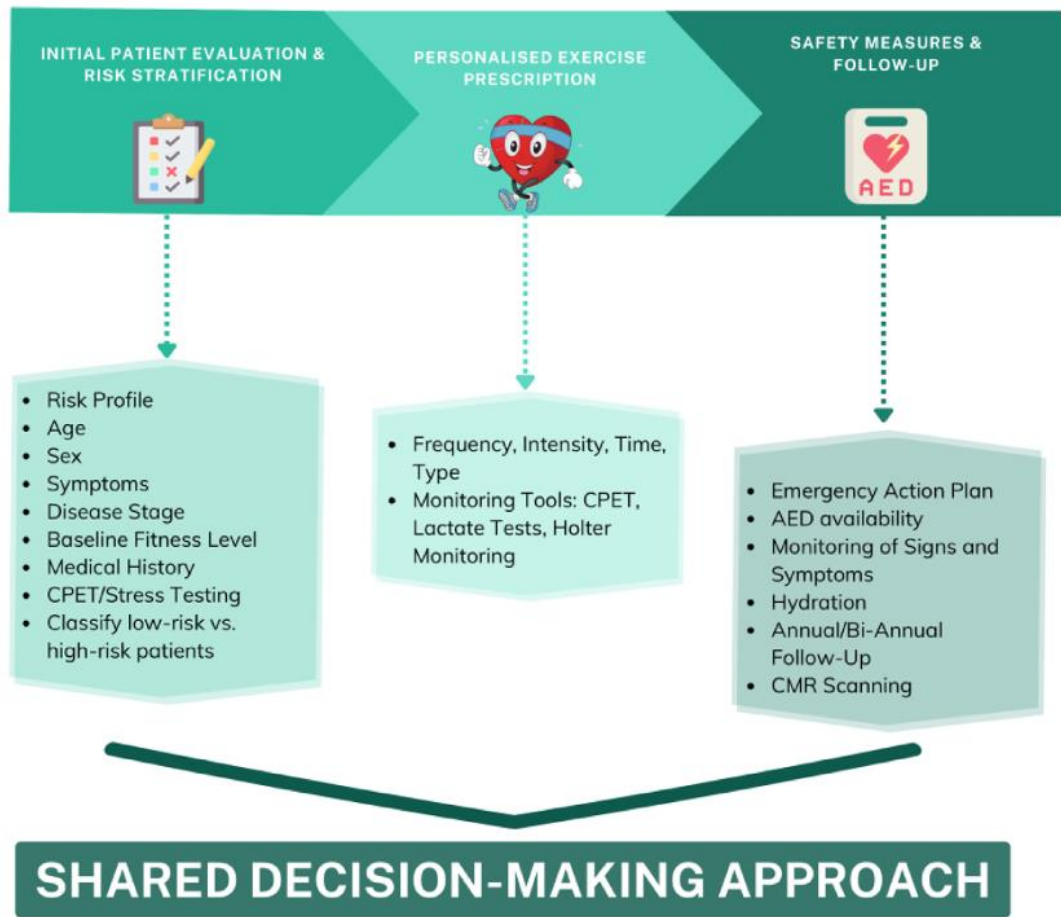 INITIAL PATIENT EVALUATION &
RISK STRATIFICATION
PERSONALISED EXERCISE
PRESCRIPTION
SAFETY MEASURES &
FOLLOW-UP
AED
• Risk Profile
• Age
• Sex
• Symptoms
• Disease Stage
• Baseline Fitness Level
• Medical History
• CPET/Stress Testing
• Classify low-risk vs.
high-risk patients
• Frequency, Intensity, Time,
Type
• Monitoring Tools: CPET,
Lactate Tests, Holter
Monitoring
• Emergency Action Plan
• AED availability
• Monitoring of Signs and
Symptoms
• Hydration
• Annual/Bi-Annual
Follow-Up
• CMR Scanning
SHARED DECISION-MAKING APPROACH